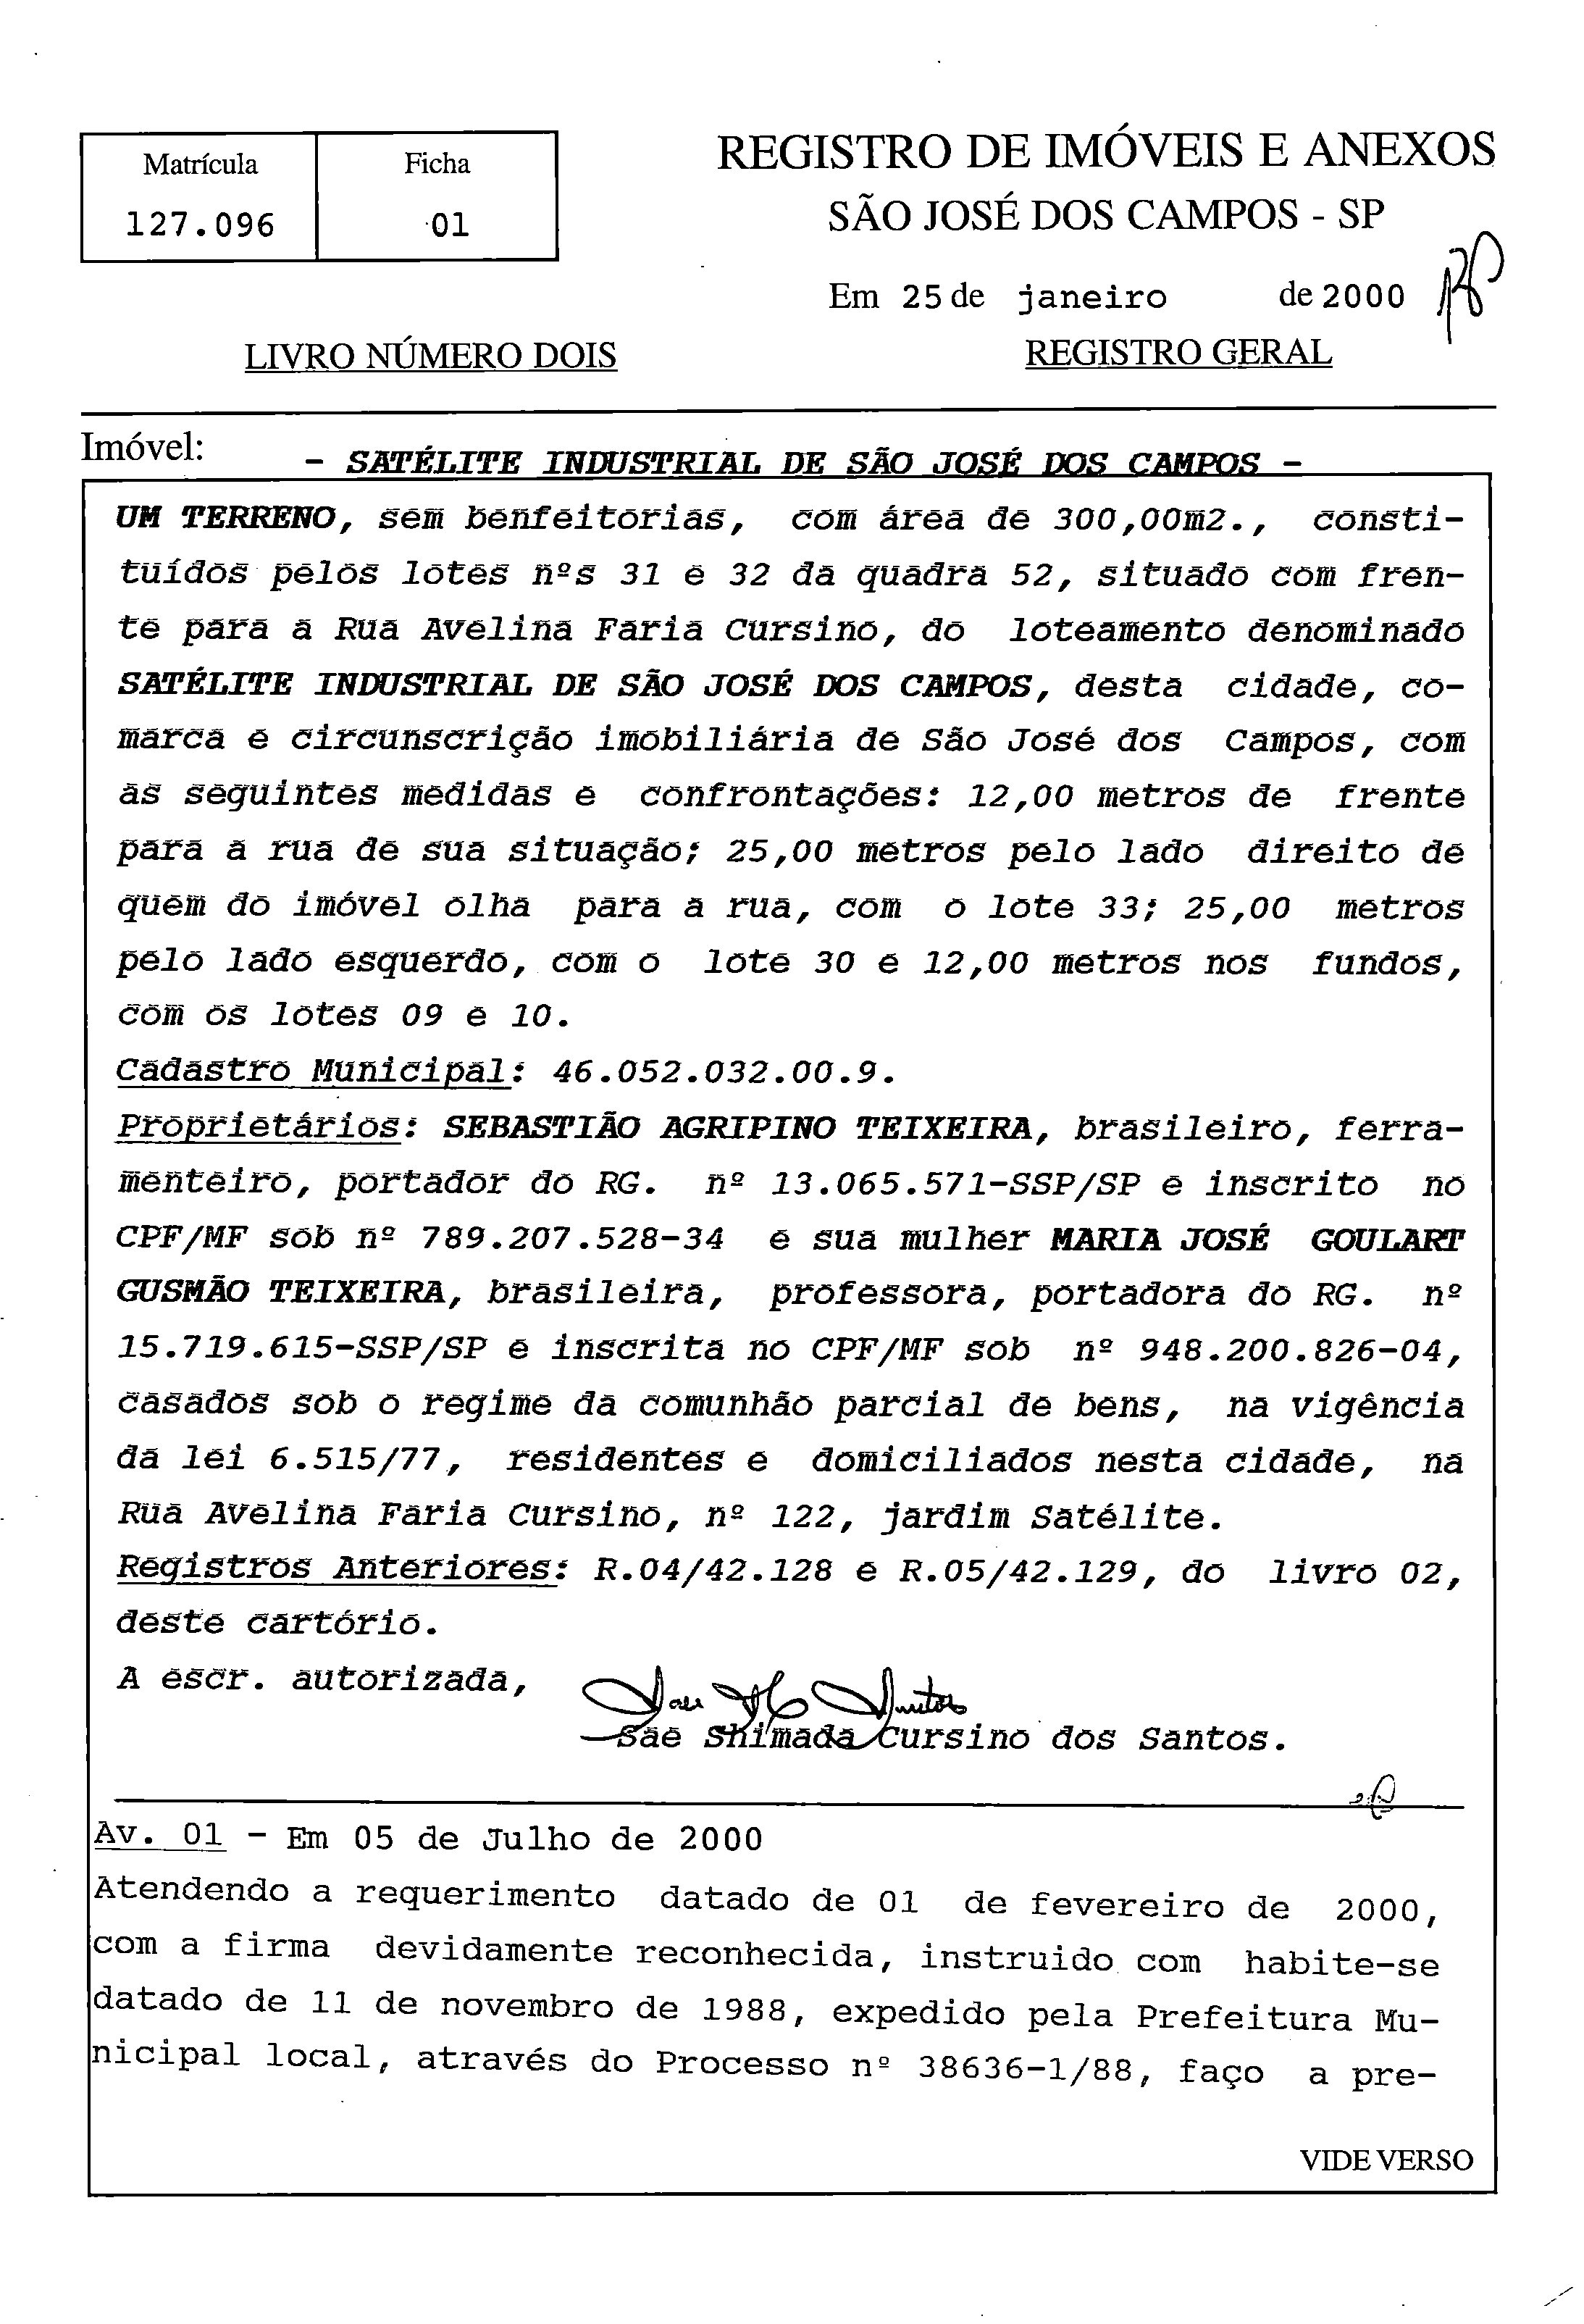 Matrícula
127.096
Ficha
01
REGISTRO DE IMÓVEIS E ANEXOS
SÃO JOSÉ DOS CAMPOS - SP
Em 25 de janeiro de 2000
LIVRO NÚMERO DOIS
REGISTRO GERAL
Imóvel: - SATÉLITE INDUSTRIAL DE SÃO JOSÉ DOS CAMPOS -
UM TERRENO, sem benfeitorias, com área de 300,00m2., consti-
tuídos pelos lotes nºs 31 e 32 da quadra 52, situado com fren-
te para a Rua Avelina Faria Cursino, do loteamento denominado
SATÉLITE INDUSTRIAL DE SÃO JOSÉ DOS CAMPOS, desta cidade, co-
marca e circunscrição imobiliária de São José dos Campos, com
as seguintes medidas e confrontações: 12,00 metros de frente
para a rua de sua situação; 25,00 metros pelo lado direito de
quem do imóvel olha para a rua, com o lote 33; 25,00 metros
pelo lado esquerdo, com o lote 30 e 12,00 metros nos fundos,
com os lotes 09 e 10.
Cadastro Municipal: 46.052.032.00.9.
Proprietários: SEBASTIÃO AGRIPINO TEIXEIRA, brasileiro, ferra-
menteiro, portador do RG. nº 13.065.571-SSP/SP e inscrito no
CPF/MF sob nº 789.207.528-34 e sua mulher MARIA JOSÉ GOULART
GUSMÃO TEIXEIRA, brasileira, professora, portadora do RG. nº
15.719.615-SSP/SP e inscrita no CPF/MF sob nº 948.200.826-04,
casados sob o regime da comunhão parcial de bens, na vigência
da lei 6.515/77, residentes e domiciliados nesta cidade, na
Rua Avelina Faria Cursino, nº 122, jardim Satélite.
Registros Anteriores: R.04/42.128 e R.05/42.129, do livro 02,
deste cartório.
A escr. autorizada,
Sae Shimada Cursino dos Santos.
Av. 01 - Em 05 de Julho de 2000
Atendendo a requerimento datado de 01 de fevereiro de 2000,
com a firma devidamente reconhecida, instruido com habite-se
datado de 11 de novembro de 1988, expedido pela Prefeitura Mu-
nicipal local, através do Processo nº 38636-1/88, faço a pre-
VIDE VERSO